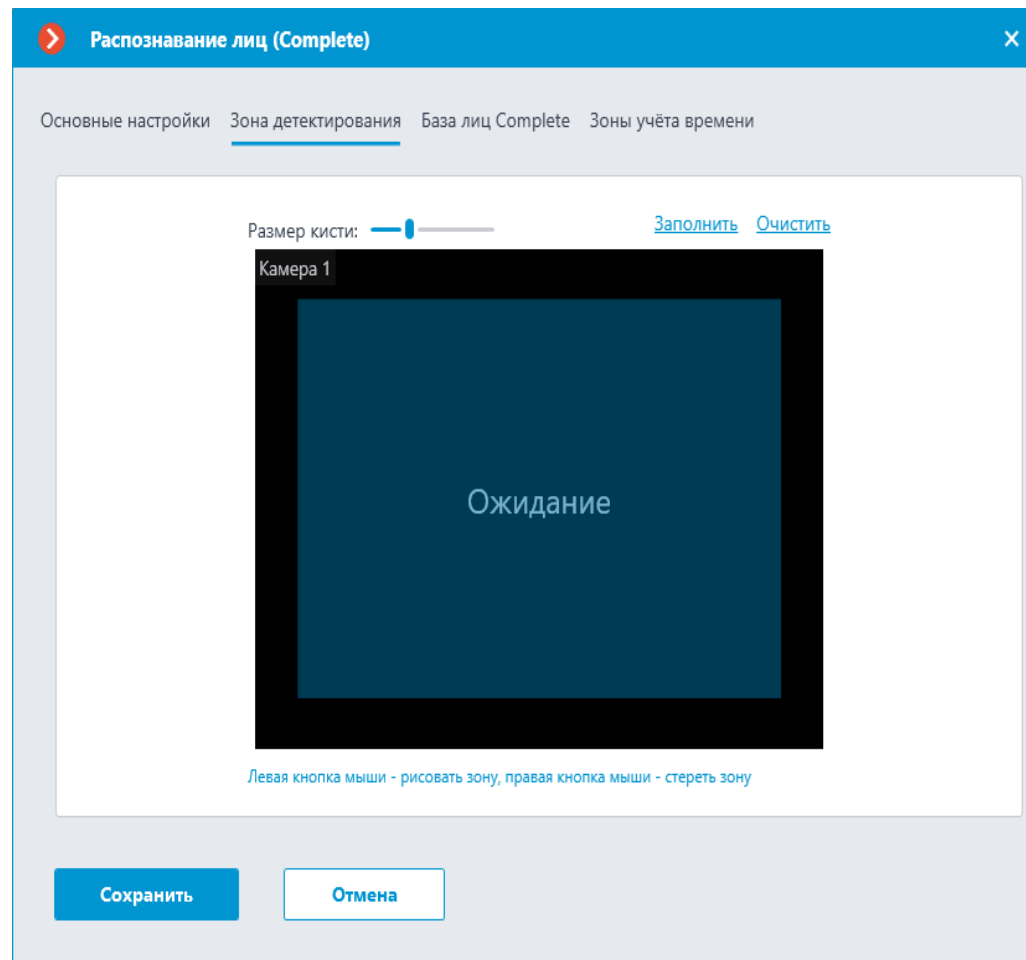 Распознавание лиц (Complete)
Основные настройки Зона детектирования База лиц Complete Зоны учёта времени
Размер кисти: Заполнить Очистить
Камера 1
Ожидание
Левая кнопка мыши - рисовать зону, правая кнопка мыши - стереть зону
Сохранить Отмена